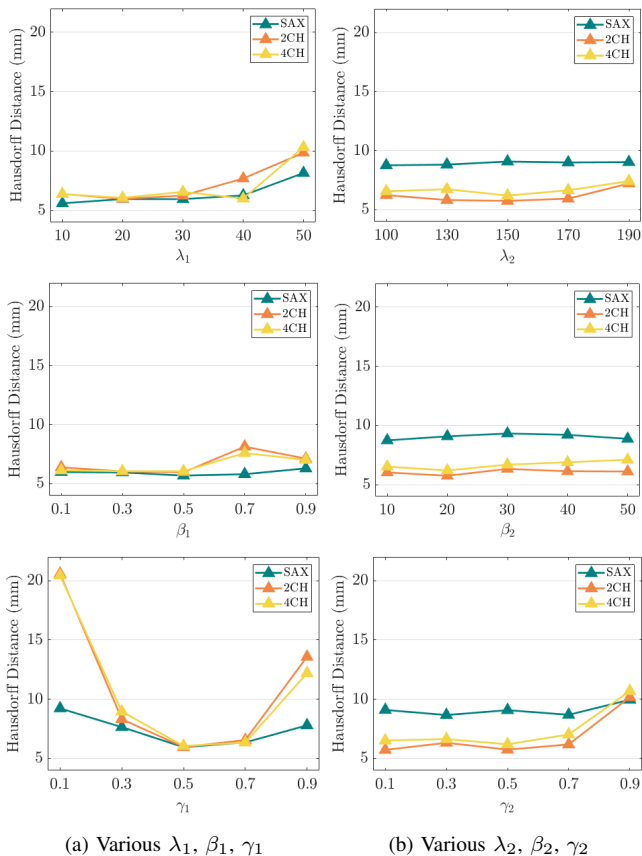 Hausdorff Distance (mm)
20
15
10
5
SAX
2CH
4CH
10 20 30 40 50
λ₁
Hausdorff Distance (mm)
20
15
10
5
SAX
2CH
4CH
100 130 150 170 190
λ₂
Hausdorff Distance (mm)
20
15
10
5
SAX
2CH
4CH
0.1 0.3 0.5 0.7 0.9
β₁
Hausdorff Distance (mm)
20
15
10
5
SAX
2CH
4CH
10 20 30 40 50
β₂
Hausdorff Distance (mm)
20
15
10
5
SAX
2CH
4CH
0.1 0.3 0.5 0.7 0.9
γ₁
Hausdorff Distance (mm)
20
15
10
5
SAX
2CH
4CH
0.1 0.3 0.5 0.7 0.9
γ₂
(a) Various λ₁, β₁, γ₁
(b) Various λ₂, β₂, γ₂